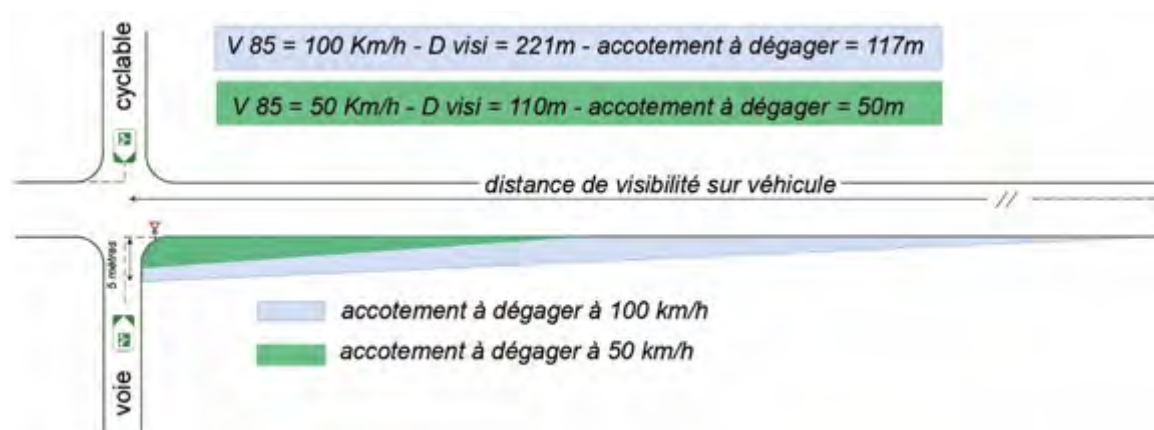 V 85 = 100 Km/h - D visi = 221m - accotement à dégager = 117m
V 85 = 50 Km/h - D visi = 110m - accotement à dégager = 50m
cyclable
distance de visibilité sur véhicule
//
5 mètres
accotement à dégager à 100 km/h
accotement à dégager à 50 km/h
voie